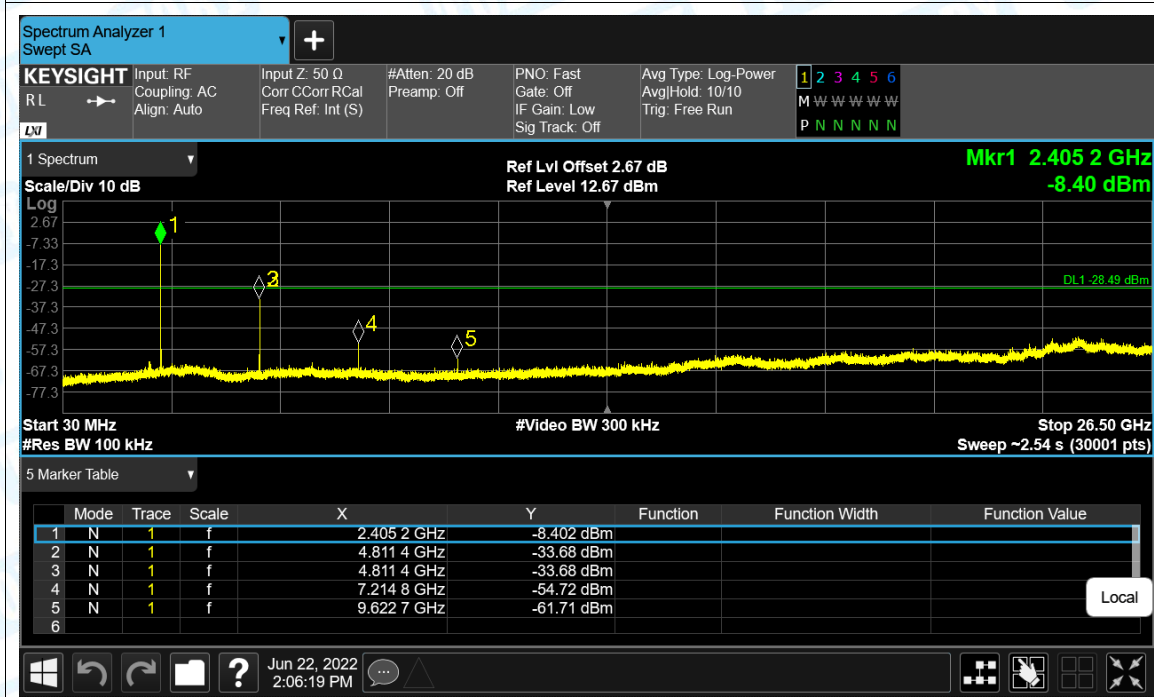 Spectrum Analyzer 1
Swept SA
+
KEYSIGHT Input: RF Input Z: 50 Ω #Atten: 20 dB PNO: Fast Avg Type: Log-Power 1 2 3 4 5 6
R L Coupling: AC Corr CCorr RCal Preamp: Off Gate: Off Avg|Hold: 10/10 M W W W W W
Align: Auto Freq Ref: Int (S) IF Gain: Low Trig: Free Run
LXI Sig Track: Off P N N N N N
1 Spectrum Ref Lvl Offset 2.67 dB Mkr1 2.405 2 GHz
Scale/Div 10 dB Ref Level 12.67 dBm -8.40 dBm
Log
2.67
1
-7.33
-17.3
3
-27.3 DL1 -28.49 dBm
-37.3
4
-47.3
5
-57.3
-67.3
-77.3
Start 30 MHz #Video BW 300 kHz Stop 26.50 GHz
#Res BW 100 kHz Sweep ~2.54 s (30001 pts)
5 Marker Table
Mode Trace Scale X Y Function Function Width Function Value
1 N 1 f 2.405 2 GHz -8.402 dBm
2 N 1 f 4.811 4 GHz -33.68 dBm
3 N 1 f 4.811 4 GHz -33.68 dBm
4 N 1 f 7.214 8 GHz -54.72 dBm
5 N 1 f 9.622 7 GHz -61.71 dBm
6
Local
? Jun 22, 2022
2:06:19 PM